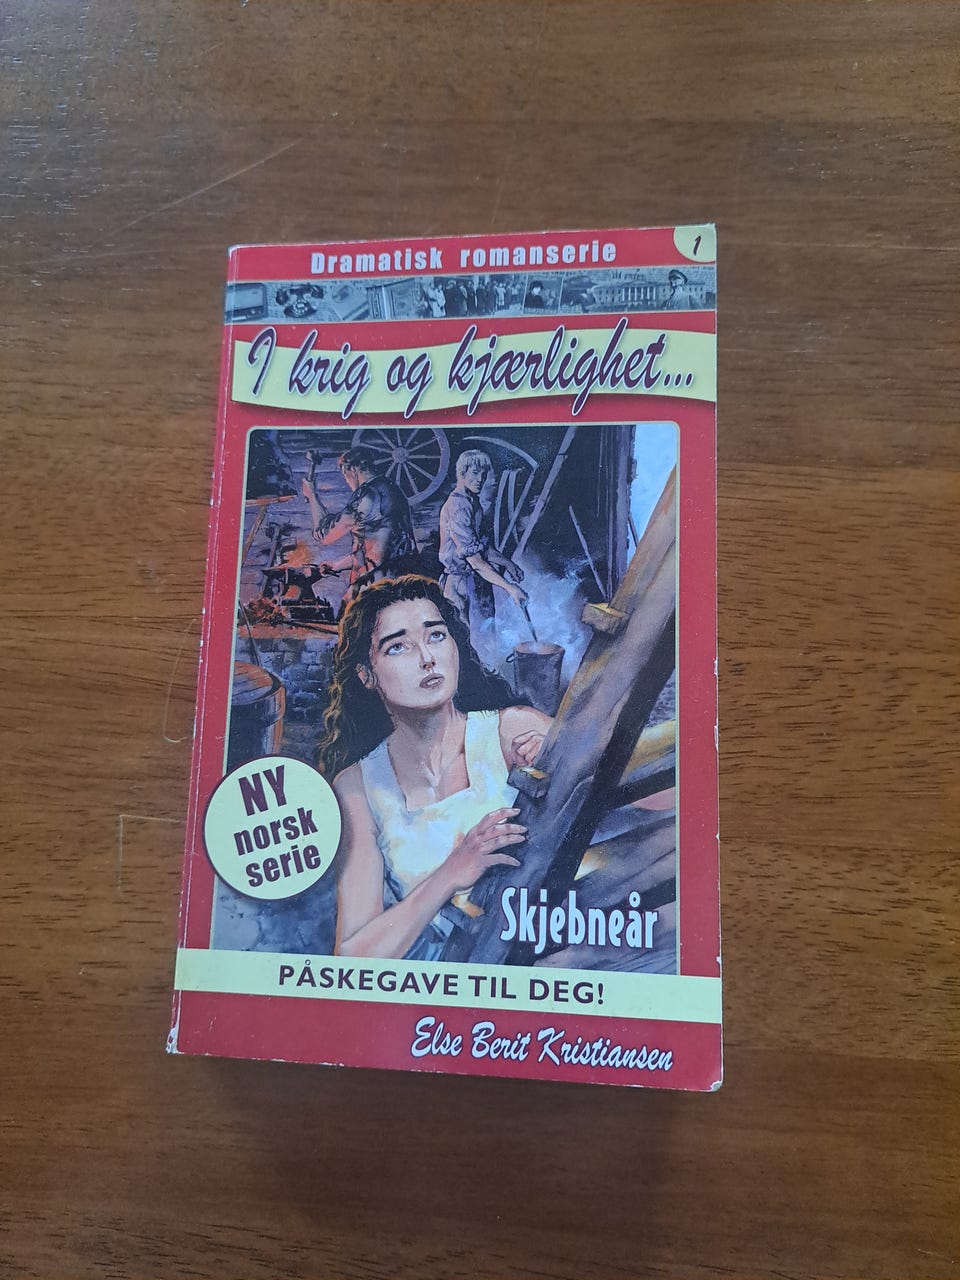 Dramatisk romanserie
1
I krig og kjærlighet...
NY
norsk
serie
Skjebneår
PÅSKEGAVE TIL DEG!
Else Berit Kristiansen